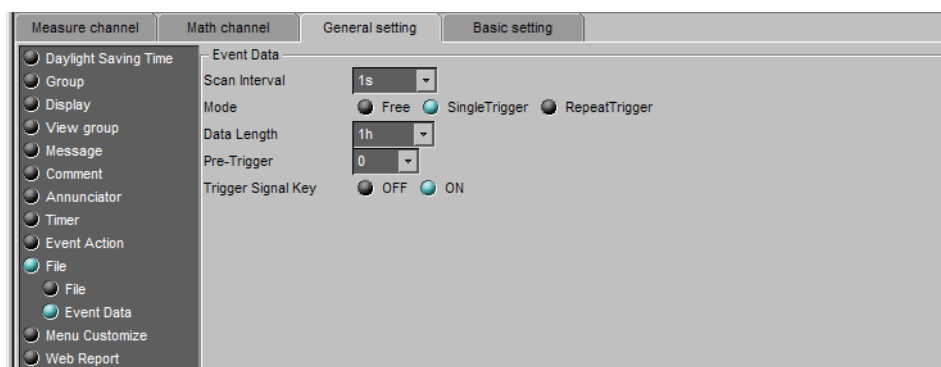 Measure channel Math channel General setting Basic setting
Daylight Saving Time
Group
Display
View group
Message
Comment
Annunciator
Timer
Event Action
File
File
Event Data
Menu Customize
Web Report
Event Data
Scan Interval 1s
Mode Free SingleTrigger RepeatTrigger
Data Length 1h
Pre-Trigger 0
Trigger Signal Key OFF ON